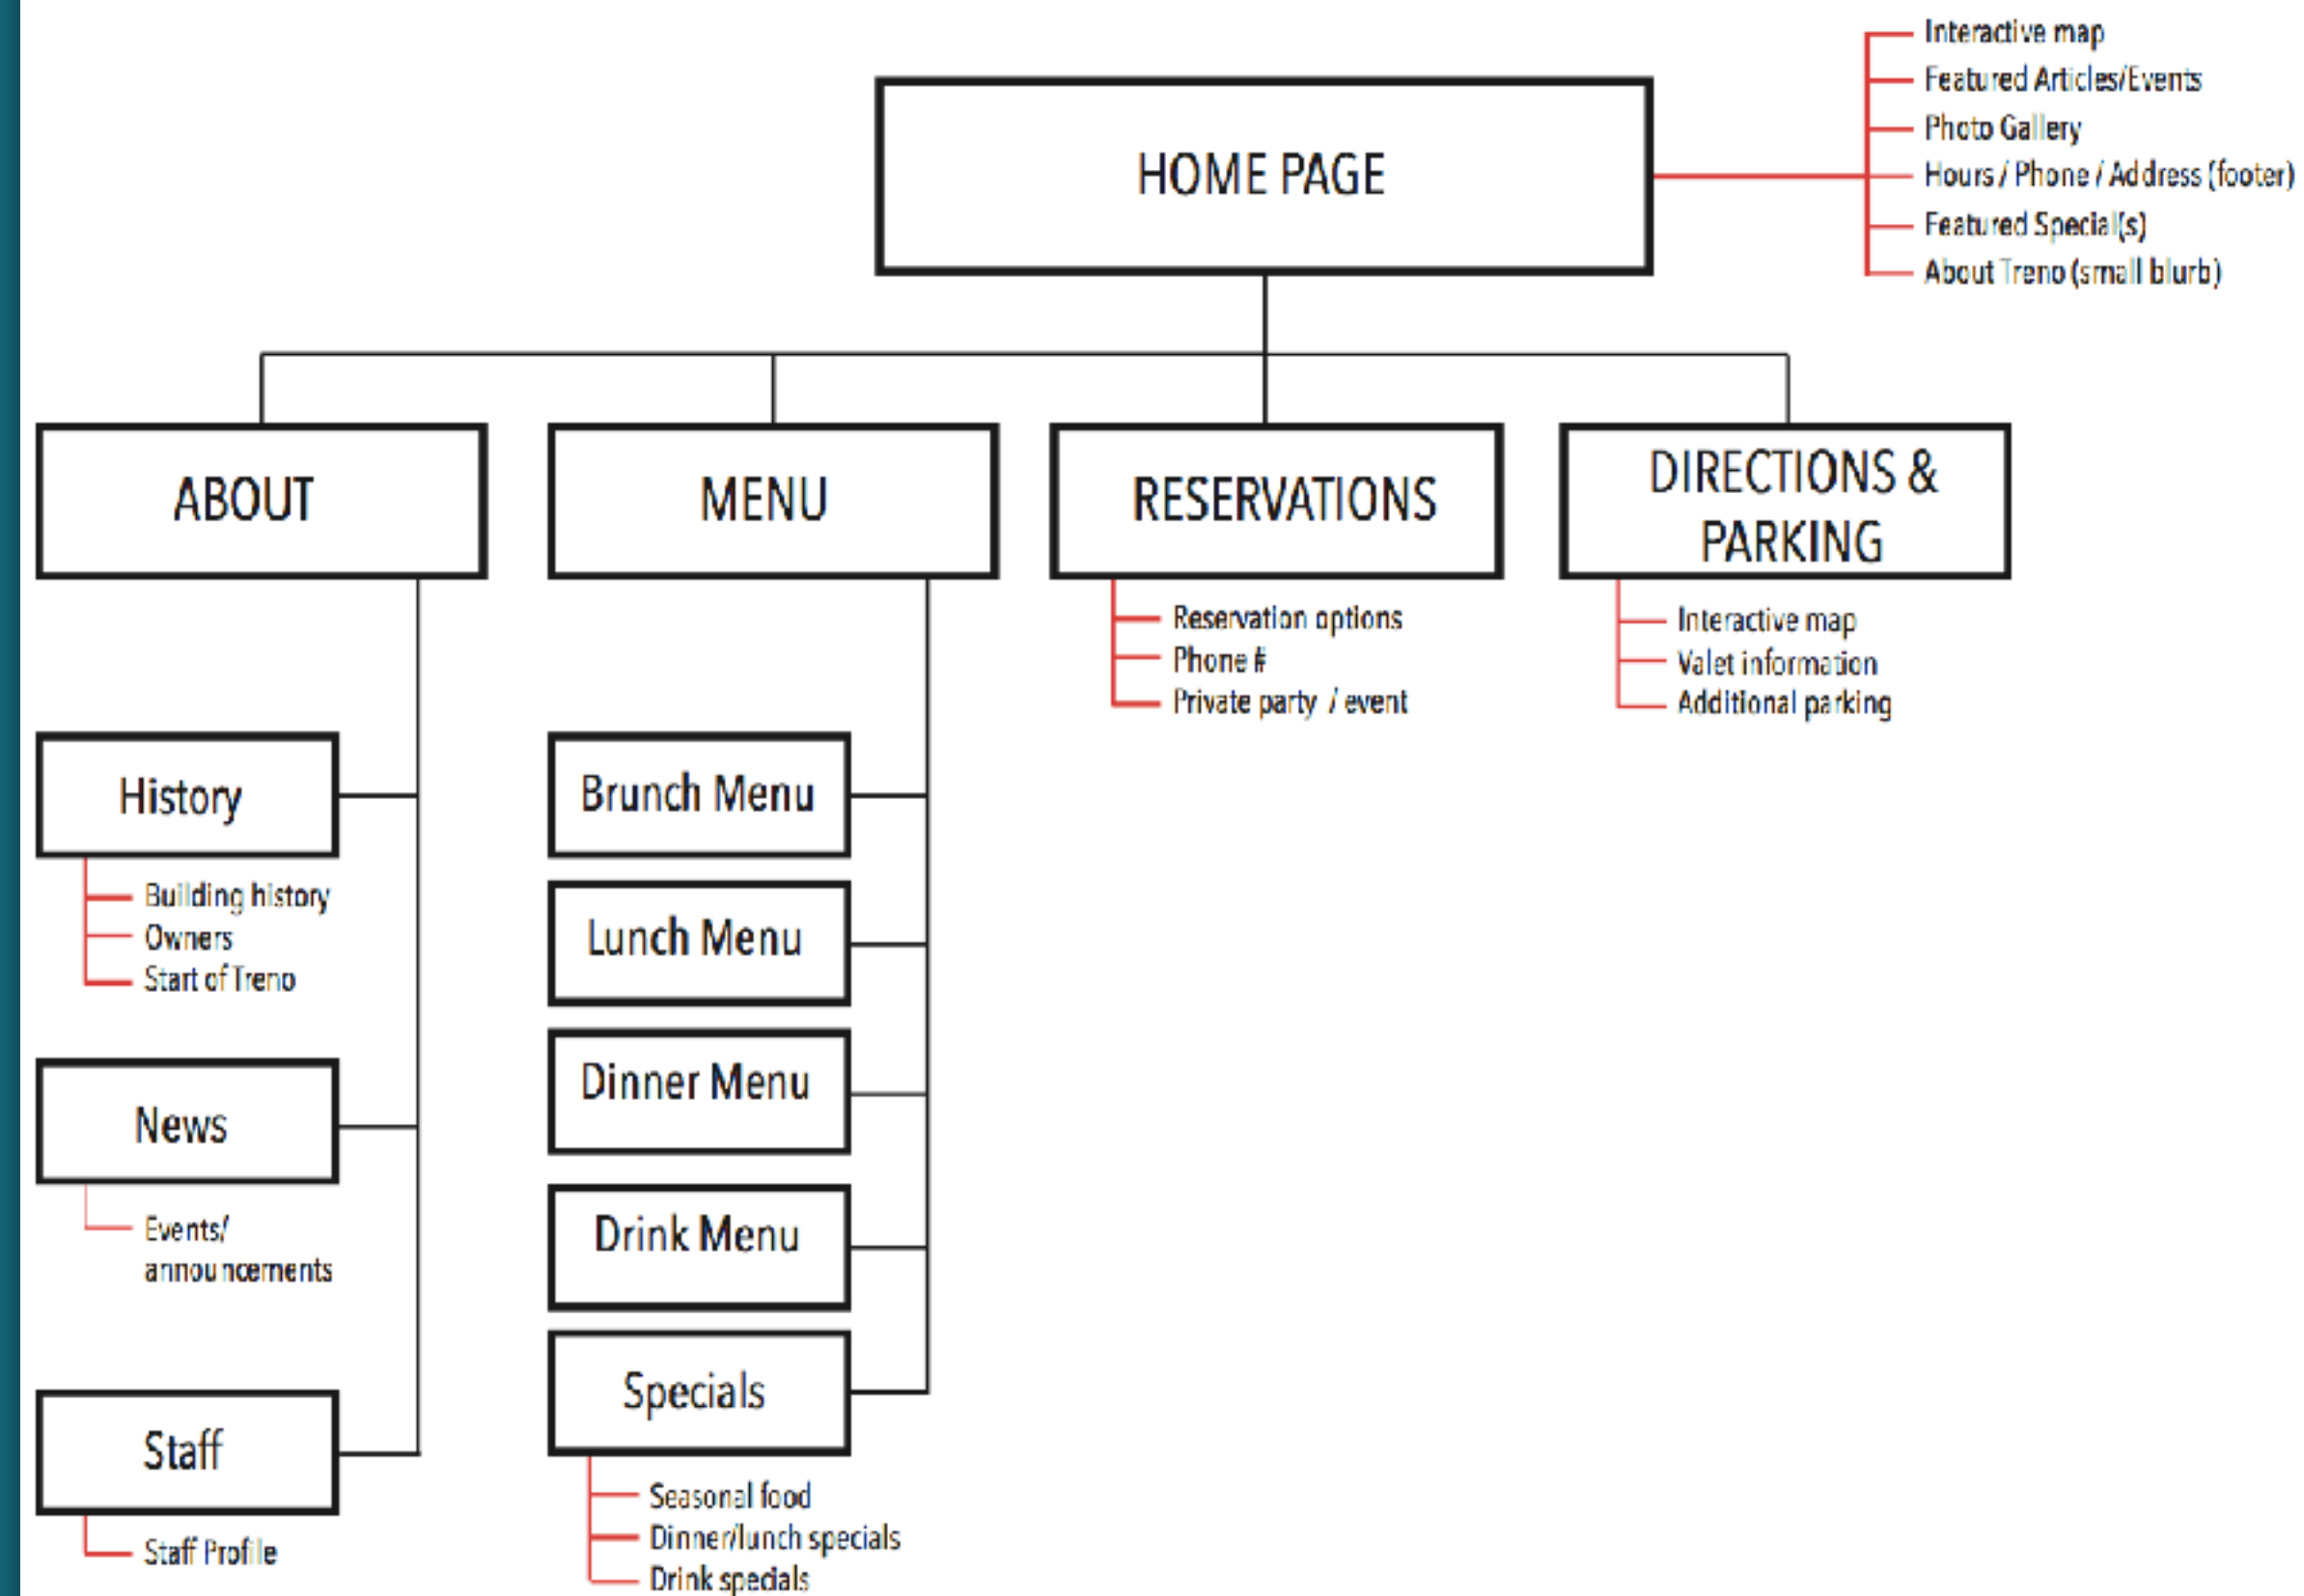 Interactive map
Featured Articles/Events
Photo Gallery
HOME PAGE
Hours / Phone / Address (footer)
Featured Special(s)
About Treno (small blurb)
ABOUT
MENU
RESERVATIONS
DIRECTIONS &
PARKING
Reservation options
Phone #
Private party / event
Interactive map
Valet information
Additional parking
History
Building history
Owners
Start of Treno
News
Events/
announcements
Staff
Staff Profile
Brunch Menu
Lunch Menu
Dinner Menu
Drink Menu
Specials
Seasonal food
Dinner/lunch specials
Drink specials